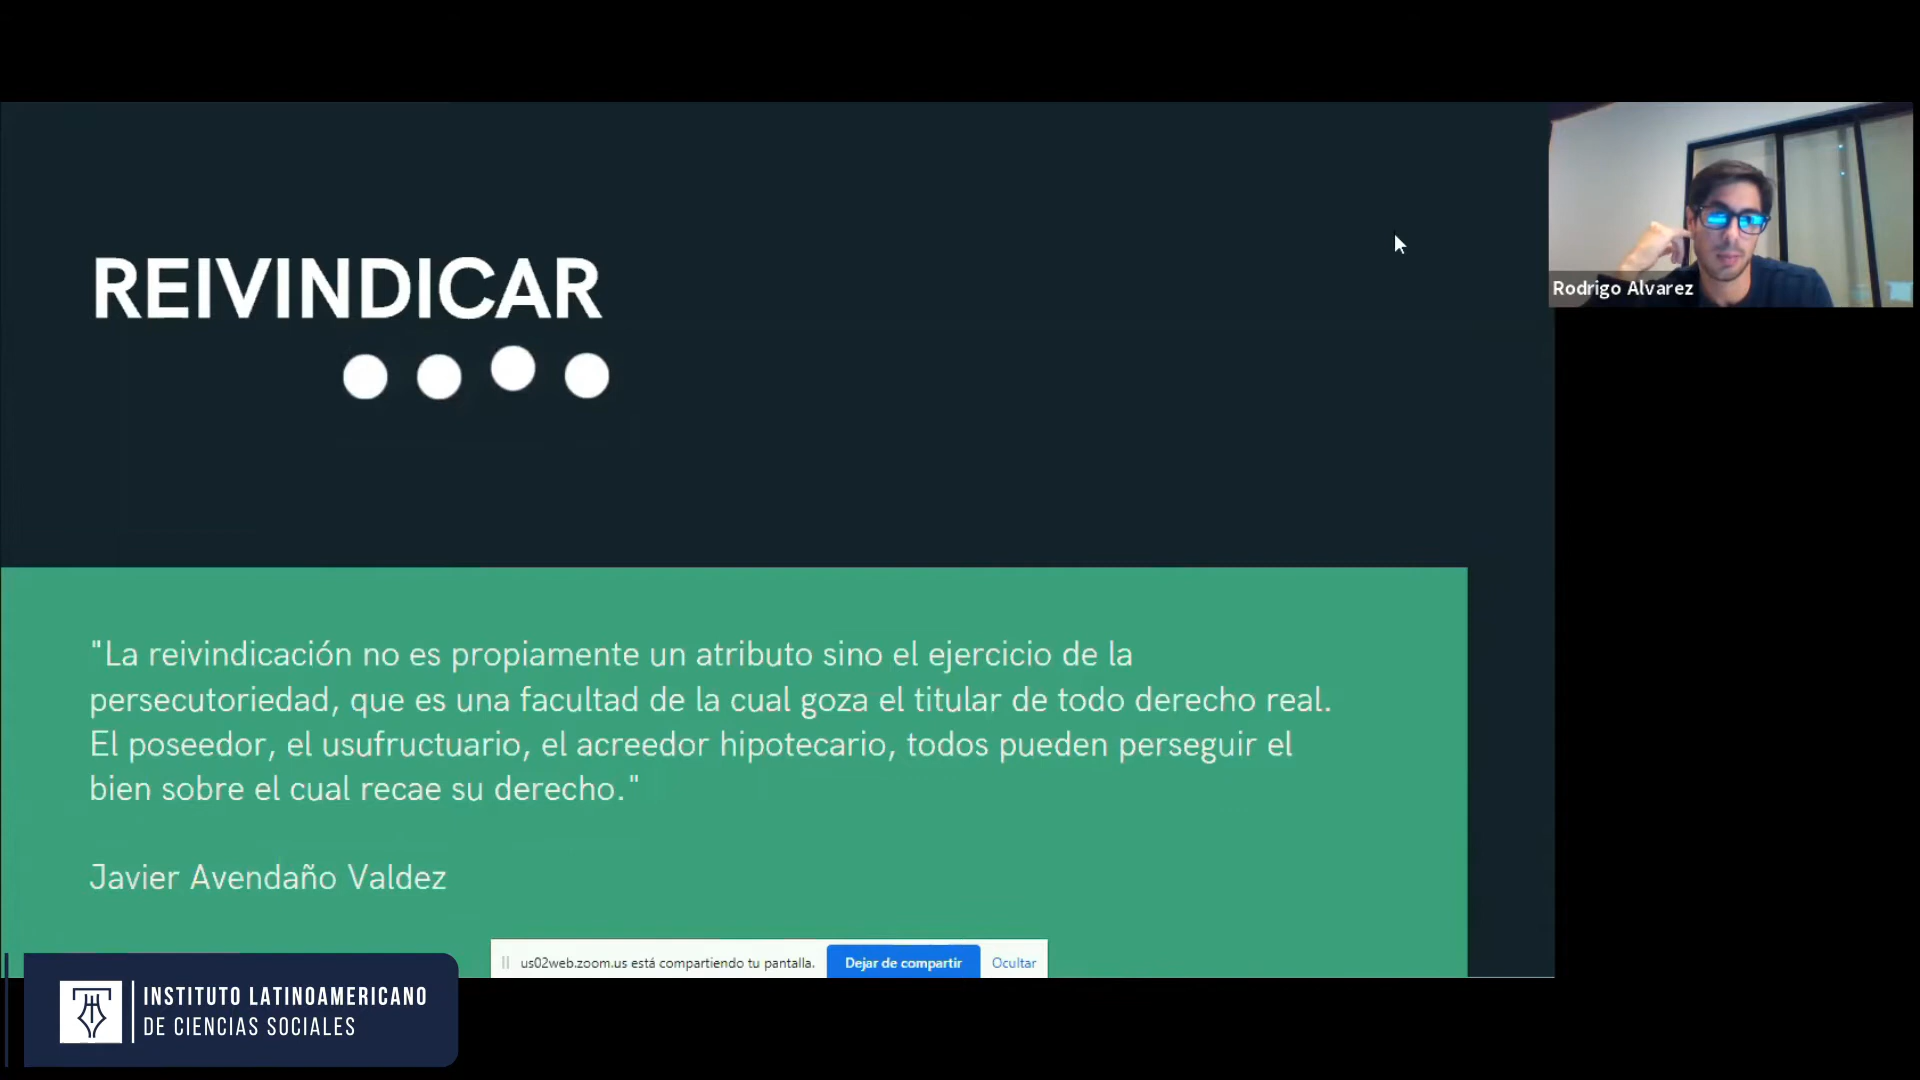 REIVINDICAR
Rodrigo Alvarez
"La reivindicación no es propiamente un atributo sino el ejercicio de la
persecutoriedad, que es una facultad de la cual goza el titular de todo derecho real.
El poseedor, el usufructuario, el acreedor hipotecario, todos pueden perseguir el
bien sobre el cual recae su derecho."
Javier Avendaño Valdez
us02web.zoom.us está compartiendo tu pantalla. Dejar de compartir Ocultar
INSTITUTO LATINOAMERICANO
DE CIENCIAS SOCIALES